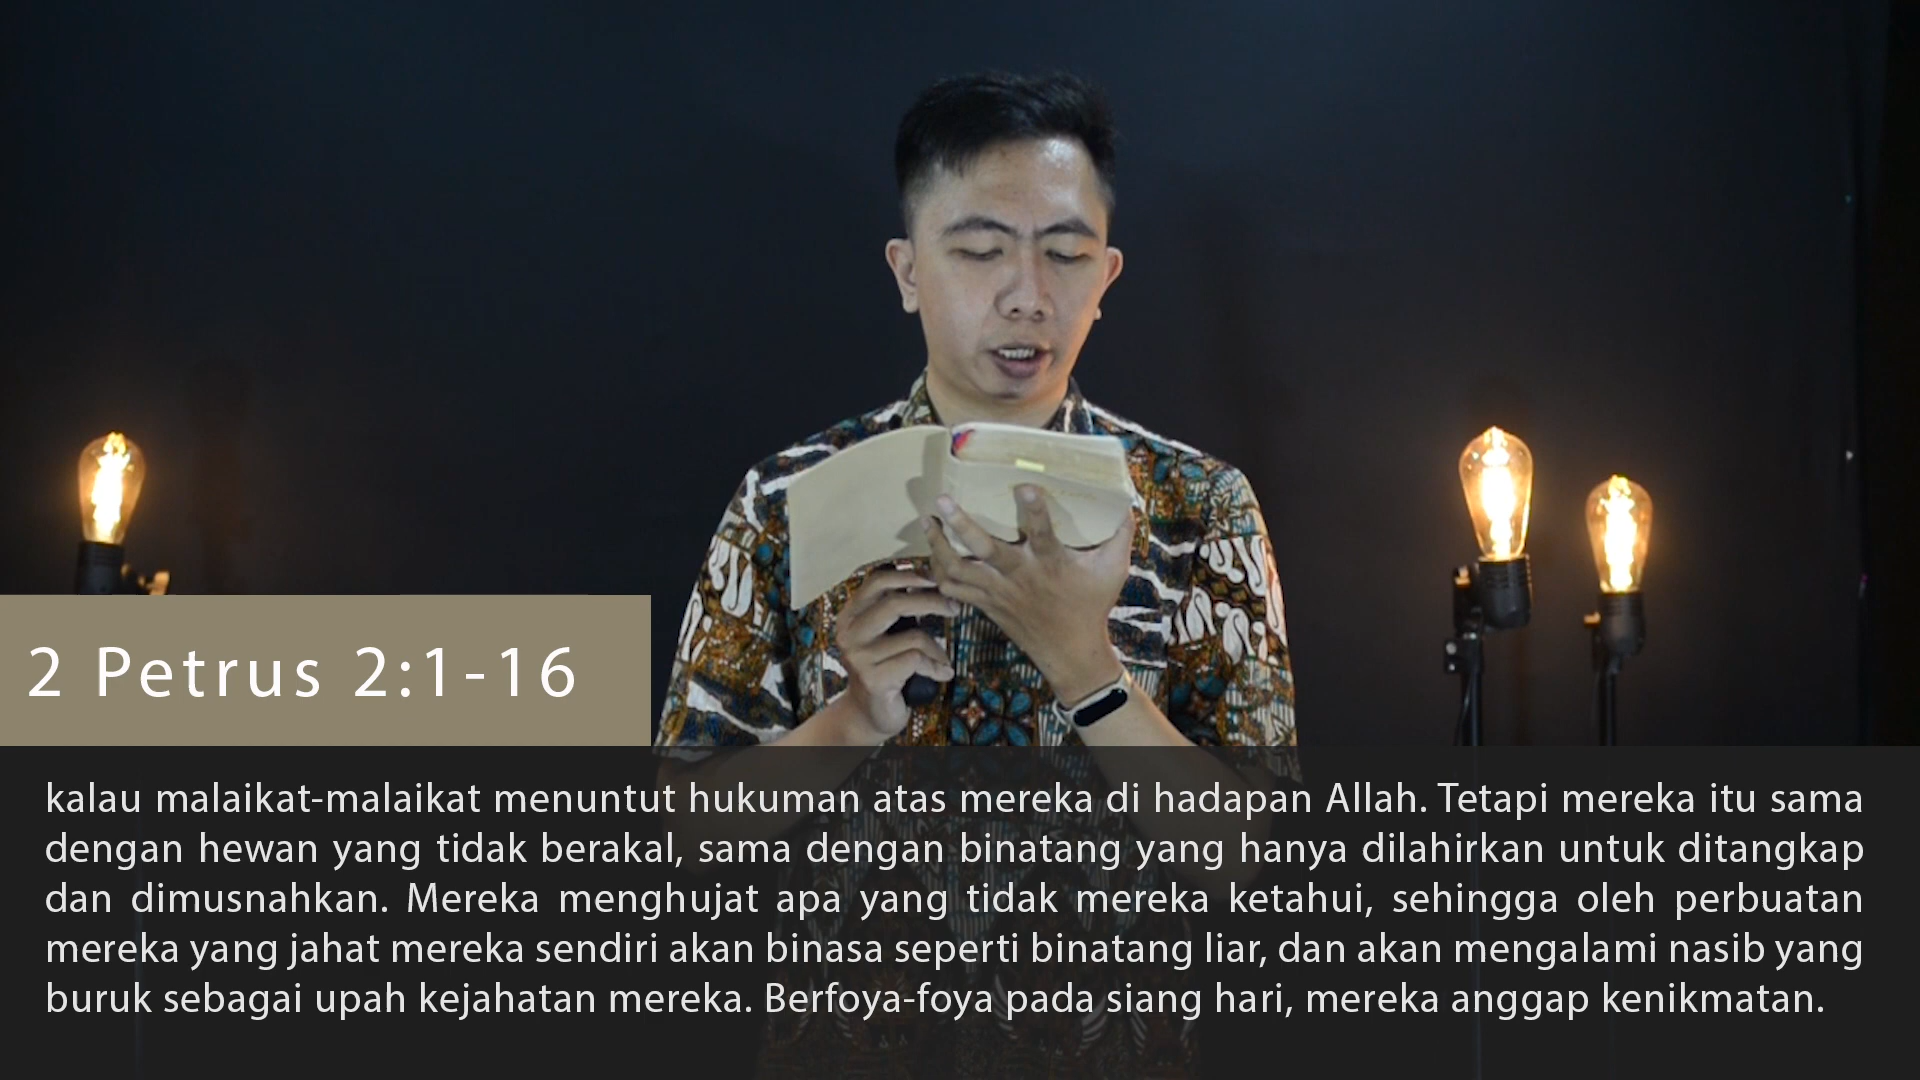 2 Petrus 2:1-16
kalau malaikat-malaikat menuntut hukuman atas mereka di hadapan Allah. Tetapi mereka itu sama
dengan hewan yang tidak berakal, sama dengan binatang yang hanya dilahirkan untuk ditangkap
dan dimusnahkan. Mereka menghujat apa yang tidak mereka ketahui, sehingga oleh perbuatan
mereka yang jahat mereka sendiri akan binasa seperti binatang liar, dan akan mengalami nasib yang
buruk sebagai upah kejahatan mereka. Berfoya-foya pada siang hari, mereka anggap kenikmatan.